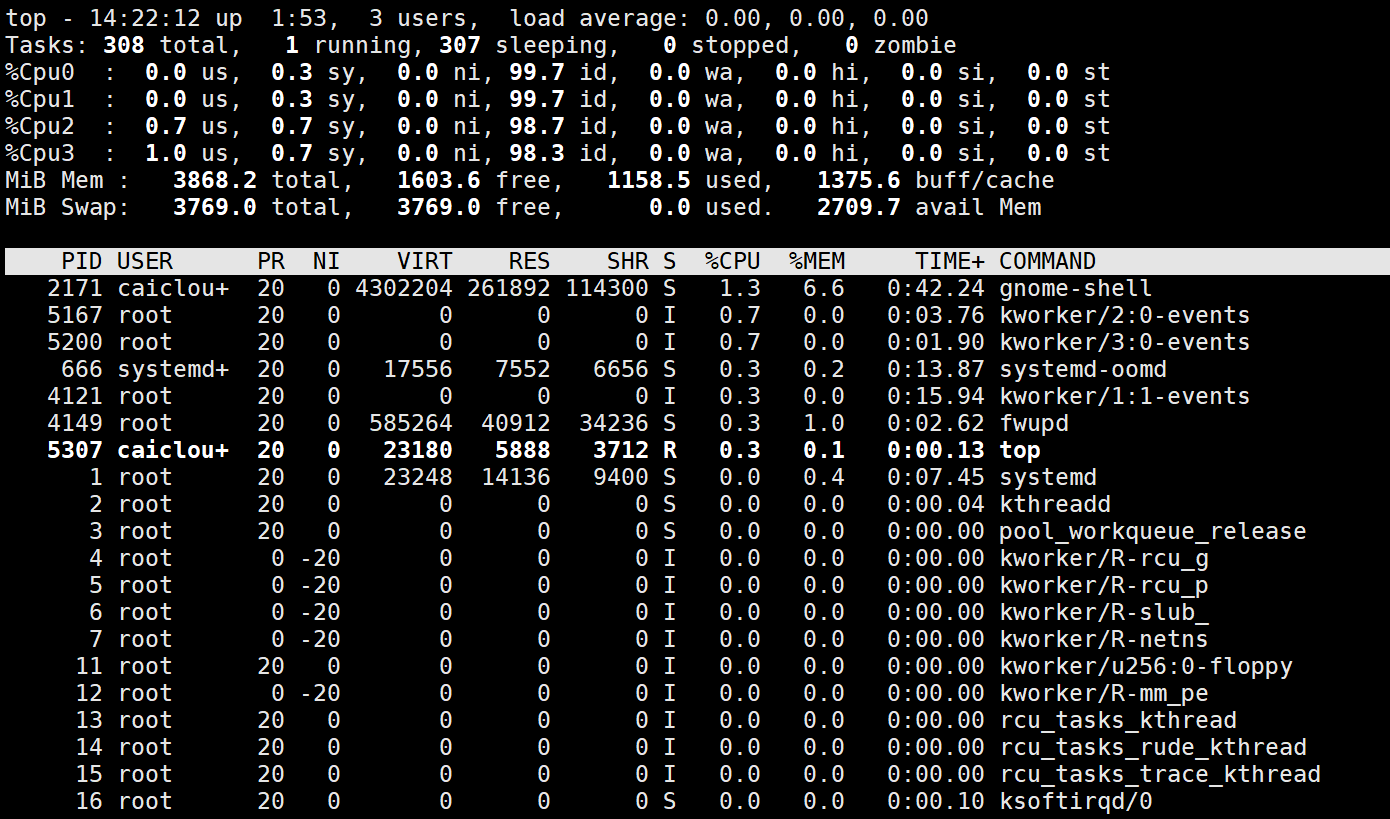 top - 14:22:12 up  1:53,  3 users,  load average: 0.00, 0.00, 0.00
Tasks: 308 total,   1 running, 307 sleeping,   0 stopped,   0 zombie
%Cpu0  :  0.0 us,  0.3 sy,  0.0 ni, 99.7 id,  0.0 wa,  0.0 hi,  0.0 si,  0.0 st
%Cpu1  :  0.0 us,  0.3 sy,  0.0 ni, 99.7 id,  0.0 wa,  0.0 hi,  0.0 si,  0.0 st
%Cpu2  :  0.7 us,  0.7 sy,  0.0 ni, 98.7 id,  0.0 wa,  0.0 hi,  0.0 si,  0.0 st
%Cpu3  :  1.0 us,  0.7 sy,  0.0 ni, 98.3 id,  0.0 wa,  0.0 hi,  0.0 si,  0.0 st
MiB Mem :   3868.2 total,   1603.6 free,   1158.5 used,   1375.6 buff/cache
MiB Swap:   3769.0 total,   3769.0 free,      0.0 used.   2709.7 avail Mem
    PID USER      PR  NI    VIRT    RES    SHR S  %CPU  %MEM     TIME+ COMMAND
   2171 caiclou+  20   0 4302204 261892 114300 S   1.3   6.6   0:42.24 gnome-shell
   5167 root      20   0       0      0      0 I   0.7   0.0   0:03.76 kworker/2:0-events
   5200 root      20   0       0      0      0 I   0.7   0.0   0:01.90 kworker/3:0-events
    666 systemd+  20   0   17556   7552   6656 S   0.3   0.2   0:13.87 systemd-oomd
   4121 root      20   0       0      0      0 I   0.3   0.0   0:15.94 kworker/1:1-events
   4149 root      20   0  585264  40912  34236 S   0.3   1.0   0:02.62 fwupd
   5307 caiclou+  20   0   23180   5888   3712 R   0.3   0.1   0:00.13 top
      1 root      20   0   23248  14136   9400 S   0.0   0.4   0:07.45 systemd
      2 root      20   0       0      0      0 S   0.0   0.0   0:00.04 kthreadd
      3 root      20   0       0      0      0 S   0.0   0.0   0:00.00 pool_workqueue_release
      4 root       0 -20       0      0      0 I   0.0   0.0   0:00.00 kworker/R-rcu_g
      5 root       0 -20       0      0      0 I   0.0   0.0   0:00.00 kworker/R-rcu_p
      6 root       0 -20       0      0      0 I   0.0   0.0   0:00.00 kworker/R-slub_
      7 root       0 -20       0      0      0 I   0.0   0.0   0:00.00 kworker/R-netns
     11 root      20   0       0      0      0 I   0.0   0.0   0:00.00 kworker/u256:0-floppy
     12 root       0 -20       0      0      0 I   0.0   0.0   0:00.00 kworker/R-mm_pe
     13 root      20   0       0      0      0 I   0.0   0.0   0:00.00 rcu_tasks_kthread
     14 root      20   0       0      0      0 I   0.0   0.0   0:00.00 rcu_tasks_rude_kthread
     15 root      20   0       0      0      0 I   0.0   0.0   0:00.00 rcu_tasks_trace_kthread
     16 root      20   0       0      0      0 S   0.0   0.0   0:00.10 ksoftirqd/0